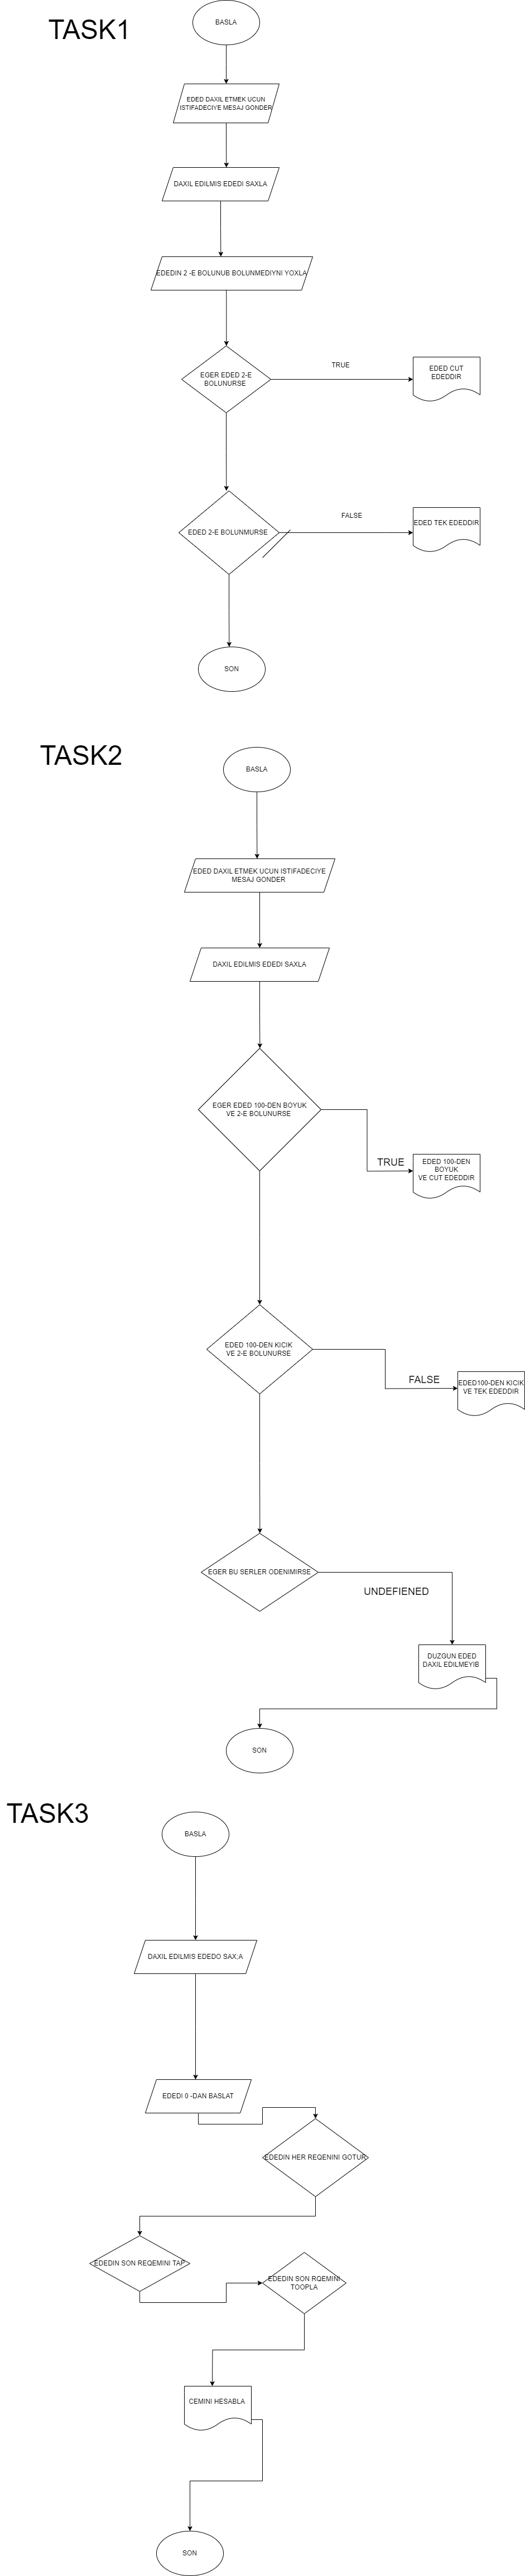 TASK1
BASLA
EDED DAXIL ETMEK UCUN
ISTIFADECIYE MESAJ GONDER
DAXIL EDILMIS EDEDI SAXLA
EDEDIN 2 -E BOLUNUB BOLUNMEDIYNI YOXLA
EGER EDED 2-E
BOLUNURSE
TRUE
EDED CUT
EDEDDIR
EDED 2-E BOLUNMURSE
FALSE
EDED TEK EDEDDIR
SON
TASK2
BASLA
EDED DAXIL ETMEK UCUN ISTIFADECIYE
MESAJ GONDER
DAXIL EDILMIS EDEDI SAXLA
EGER EDED 100-DEN BOYUK
VE 2-E BOLUNURSE
TRUE
EDED 100-DEN
BOYUK
VE CUT EDEDDIR
EDED 100-DEN KICIK
VE 2-E BOLUNURSE
FALSE
EDED100-DEN KICIK
VE TEK EDEDDIR
EGER BU SERLER ODENIMIRSE
UNDEFIENED
DUZGUN EDED
DAXIL EDILMEYIB
SON
TASK3
BASLA
DAXIL EDILMIS EDEDO SAX;A
EDEDI 0 -DAN BASLAT
EDEDIN HER REQENINI GOTUR
EDEDIN SON REQEMINI TAP
EDEDIN SON RQEMINI
TOOPLA
CEMINI HESABLA
SON